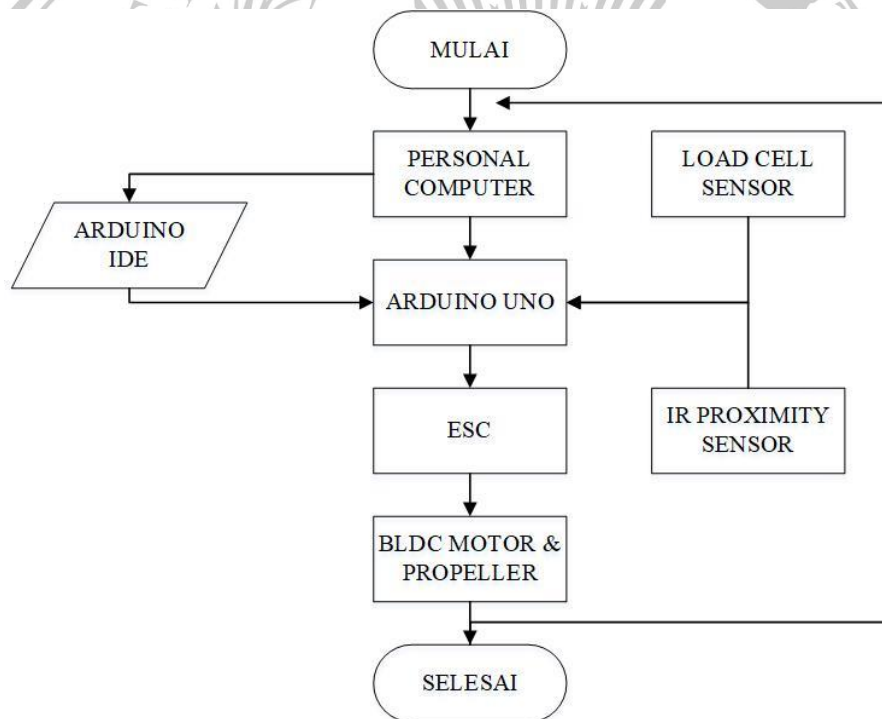 MULAI
PERSONAL
COMPUTER
LOAD CELL
SENSOR
ARDUINO
IDE
ARDUINO UNO
ESC
IR PROXIMITY
SENSOR
BLDC MOTOR &
PROPELLER
SELESAI